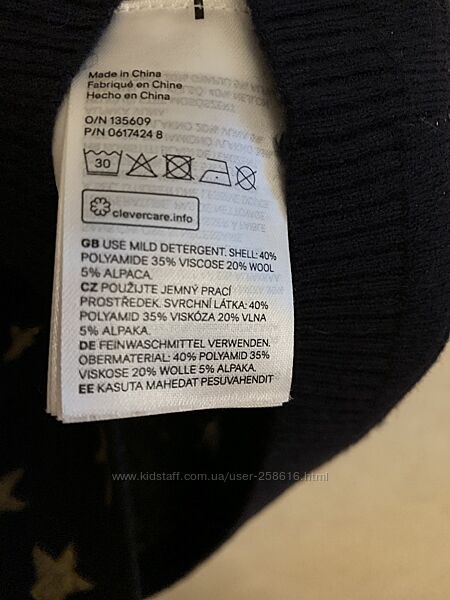 Made in China
Fabriqué en Chine
Hecho en China
O/N 135609
P/N 0617424 8
30
clevercare.info
GB USE MILD DETERGENT. SHELL: 40%
POLYAMIDE 35% VISCOSE 20% WOOL
5% ALPACA.
CZ POUŽIJTE JEMNÝ PRACÍ
PROSTŘEDEK. SVRCHNÍ LÁTKA: 40%
POLYAMID 35% VISKÓZA 20% VLNA
5% ALPAKA.
DE FEINWASCHMITTEL VERWENDEN.
OBERMATERIAL: 40% POLYAMID 35%
VISKOSE 20% WOLLE 5% ALPAKA.
EE KASUTA MAHEDAT PESUVAHENDIT
www.kidstaff.com.ua/user-258616.html